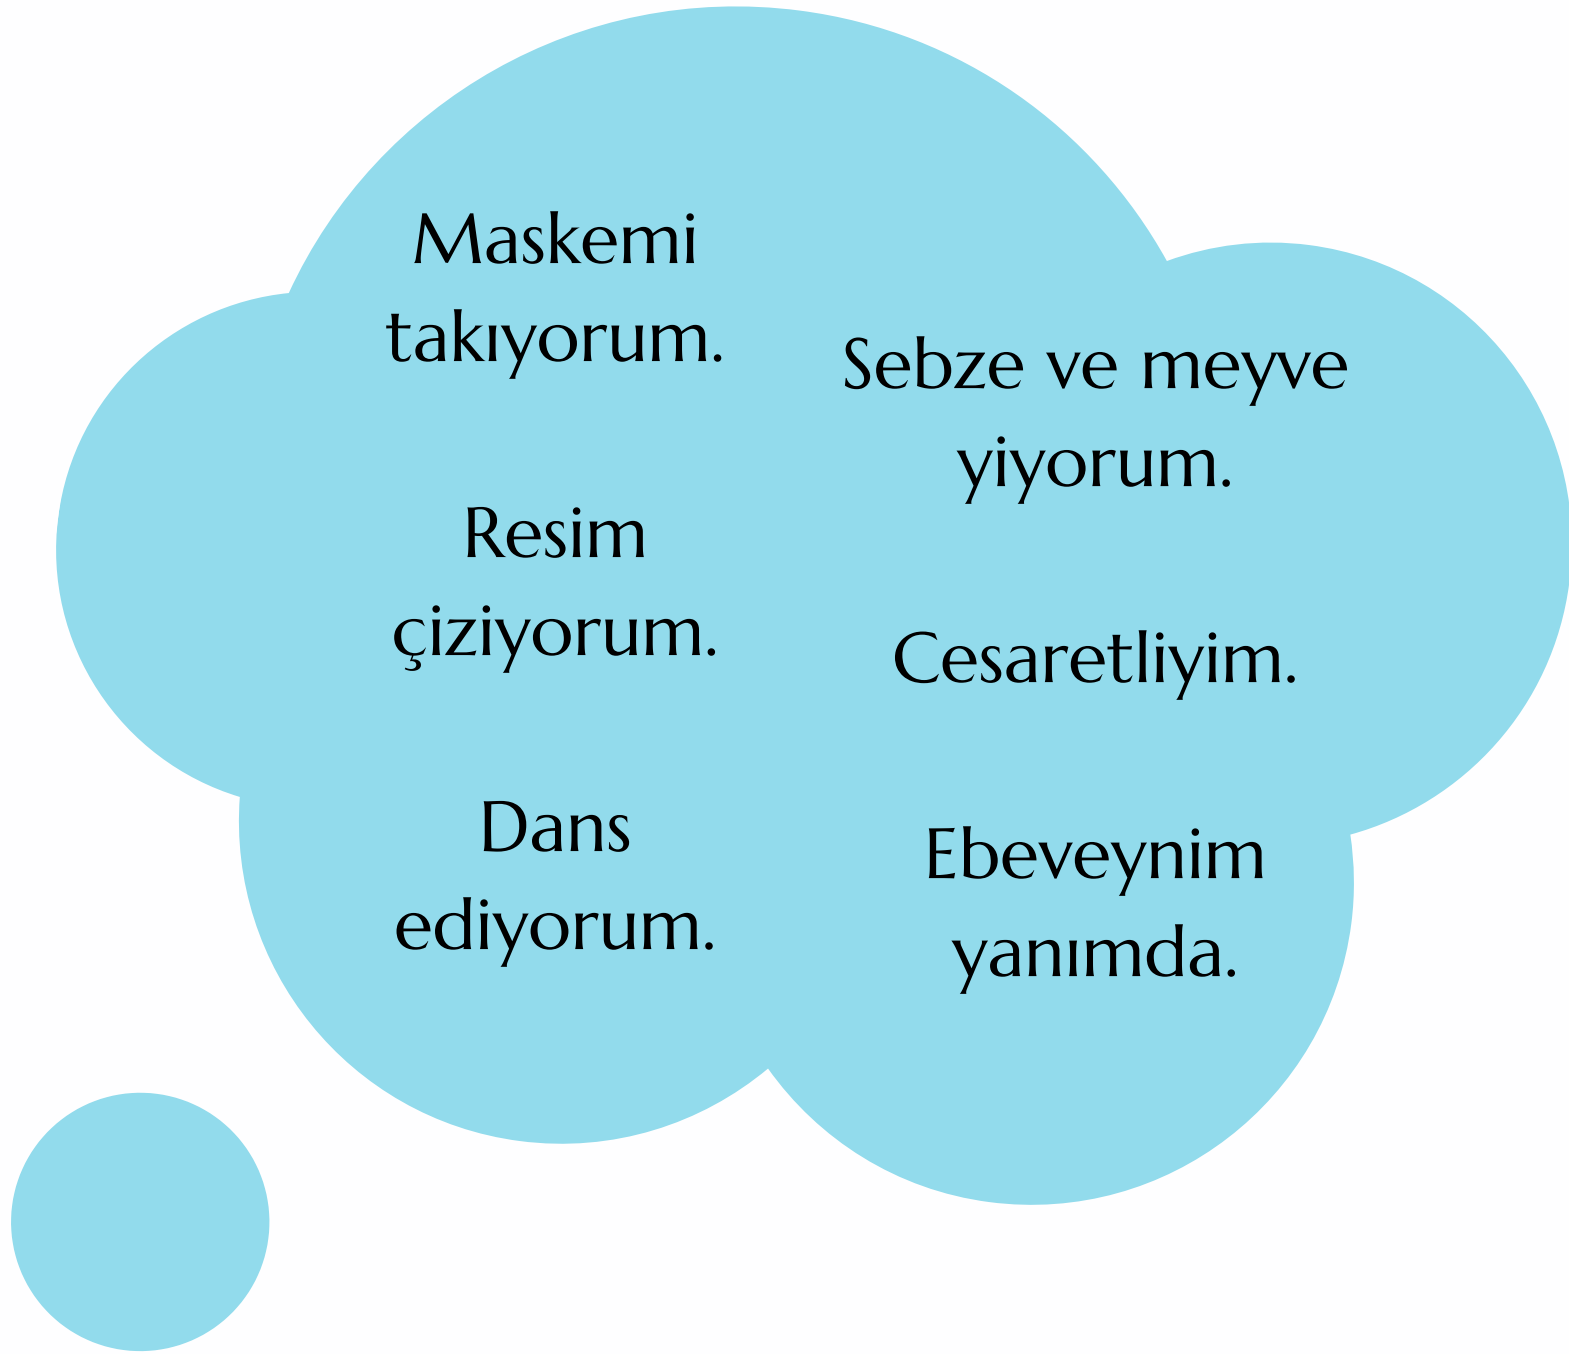 Maskemi
takıyorum.
Resim
çiziyorum.
Dans
ediyorum.
Sebze ve meyve
yiyorum.
Cesaretliyim.
Ebeveynim
yanımda.